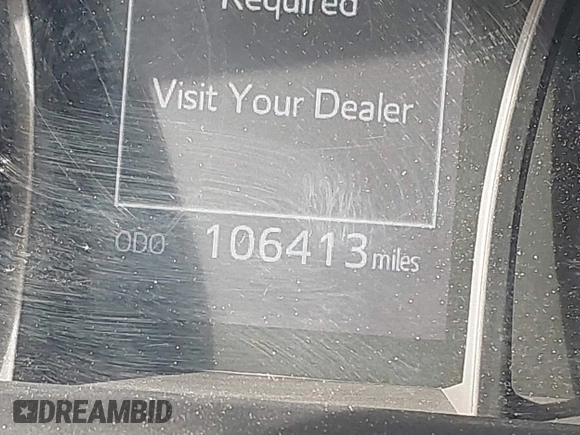 Required
Visit Your Dealer
ODO 106413 miles
DREAMBID